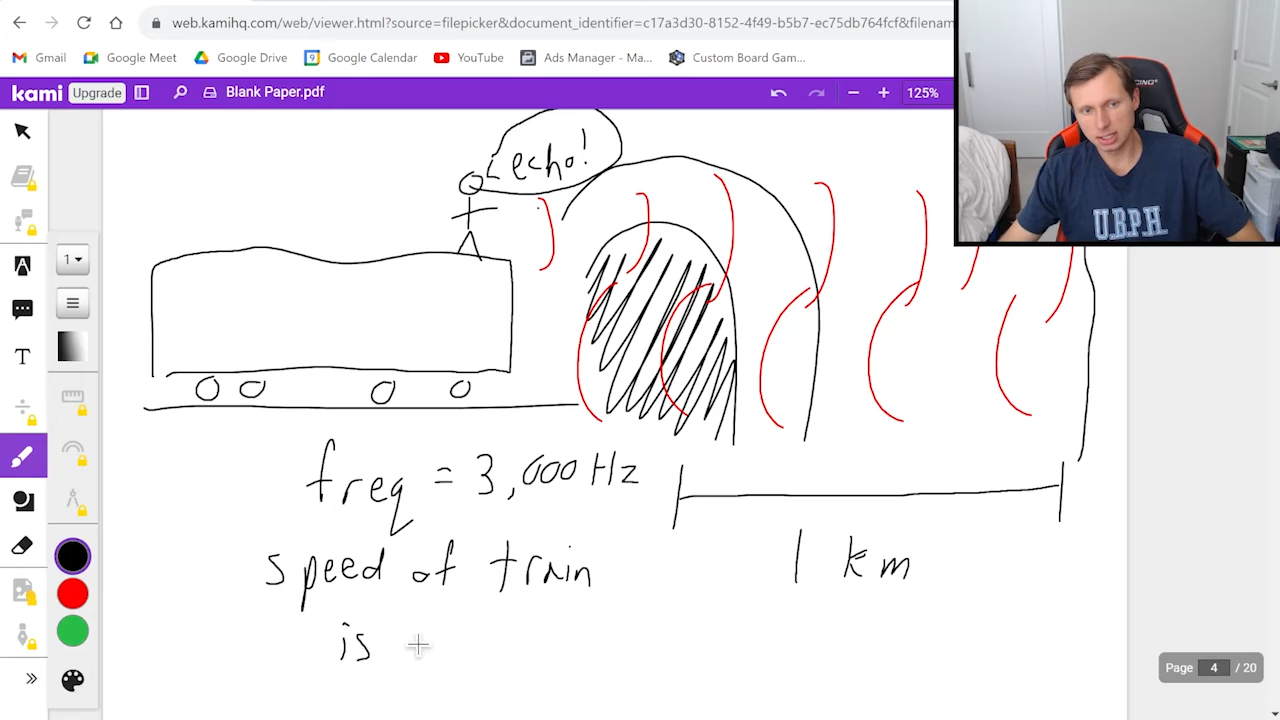 web.kamihq.com/web/viewer.html?source=filepicker&document_identifier=c17a3d30-8152-4f49-b5b7-ec75db764fcf&filenam
Gmail Google Meet Google Drive Google Calendar YouTube Ads Manager - Ma... Custom Board Gam...
kami Upgrade Blank Paper.pdf 125%
echo!
U.B.P.H.
1
T
freq = 3,000 Hz
speed of train
is
1 km
Page 4 / 20